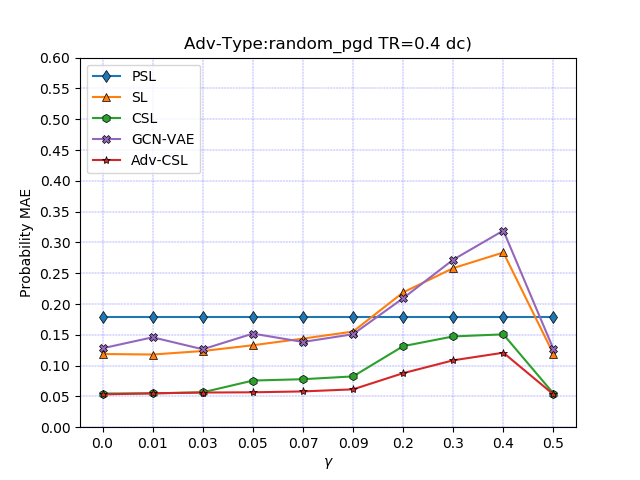 Adv-Type:random_pgd TR=0.4 dc)
Probability MAE
0.60
0.55
0.50
0.45
0.40
0.35
0.30
0.25
0.20
0.15
0.10
0.05
0.00
PSL
SL
CSL
GCN-VAE
Adv-CSL
0.0 0.01 0.03 0.05 0.07 0.09 0.2 0.3 0.4 0.5
γ